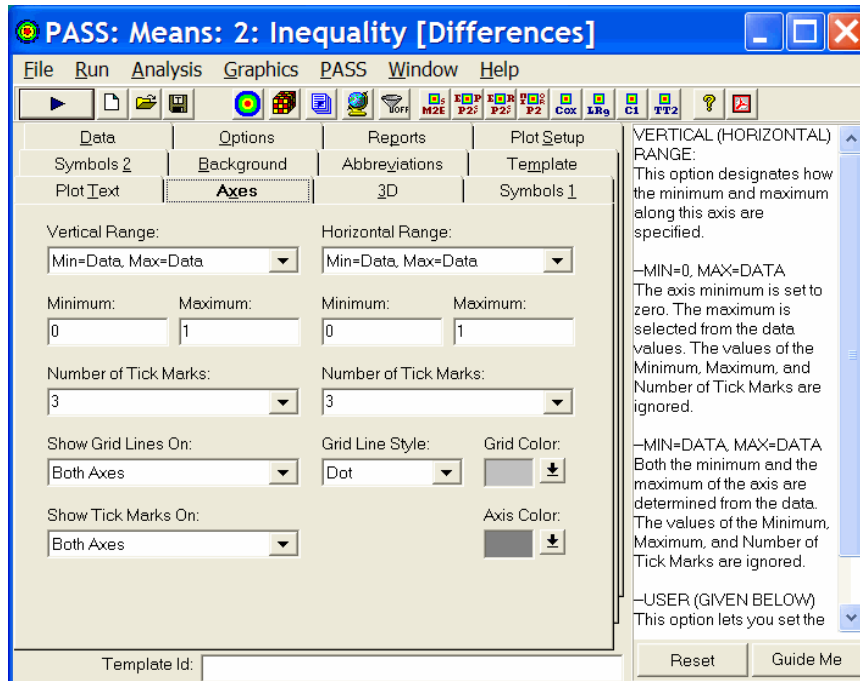 PASS: Means: 2: Inequality [Differences]
File Run Analysis Graphics PASS Window Help
OFF M2E P2 P2 P2 Cox LRg C1 TT2 ?
Data Options Reports Plot Setup
Symbols 2 Background Abbreviations Template
Plot Text Axes 3D Symbols 1
Vertical Range: Horizontal Range:
Min=Data, Max=Data Min=Data, Max=Data
Minimum: Maximum: Minimum: Maximum:
0 1 0 1
Number of Tick Marks: Number of Tick Marks:
3 3
Show Grid Lines On: Grid Line Style: Grid Color:
Both Axes Dot
Show Tick Marks On: Axis Color:
Both Axes
Template Id:
VERTICAL (HORIZONTAL)
RANGE:
This option designates how
the minimum and maximum
along this axis are
specified.
--MIN=0, MAX=DATA
The axis minimum is set to
zero. The maximum is
selected from the data
values. The values of the
Minimum, Maximum, and
Number of Tick Marks are
ignored.
--MIN=DATA, MAX=DATA
Both the minimum and the
maximum of the axis are
determined from the data.
The values of the Minimum,
Maximum, and Number of
Tick Marks are ignored.
--USER (GIVEN BELOW)
This option lets you set the
Reset Guide Me